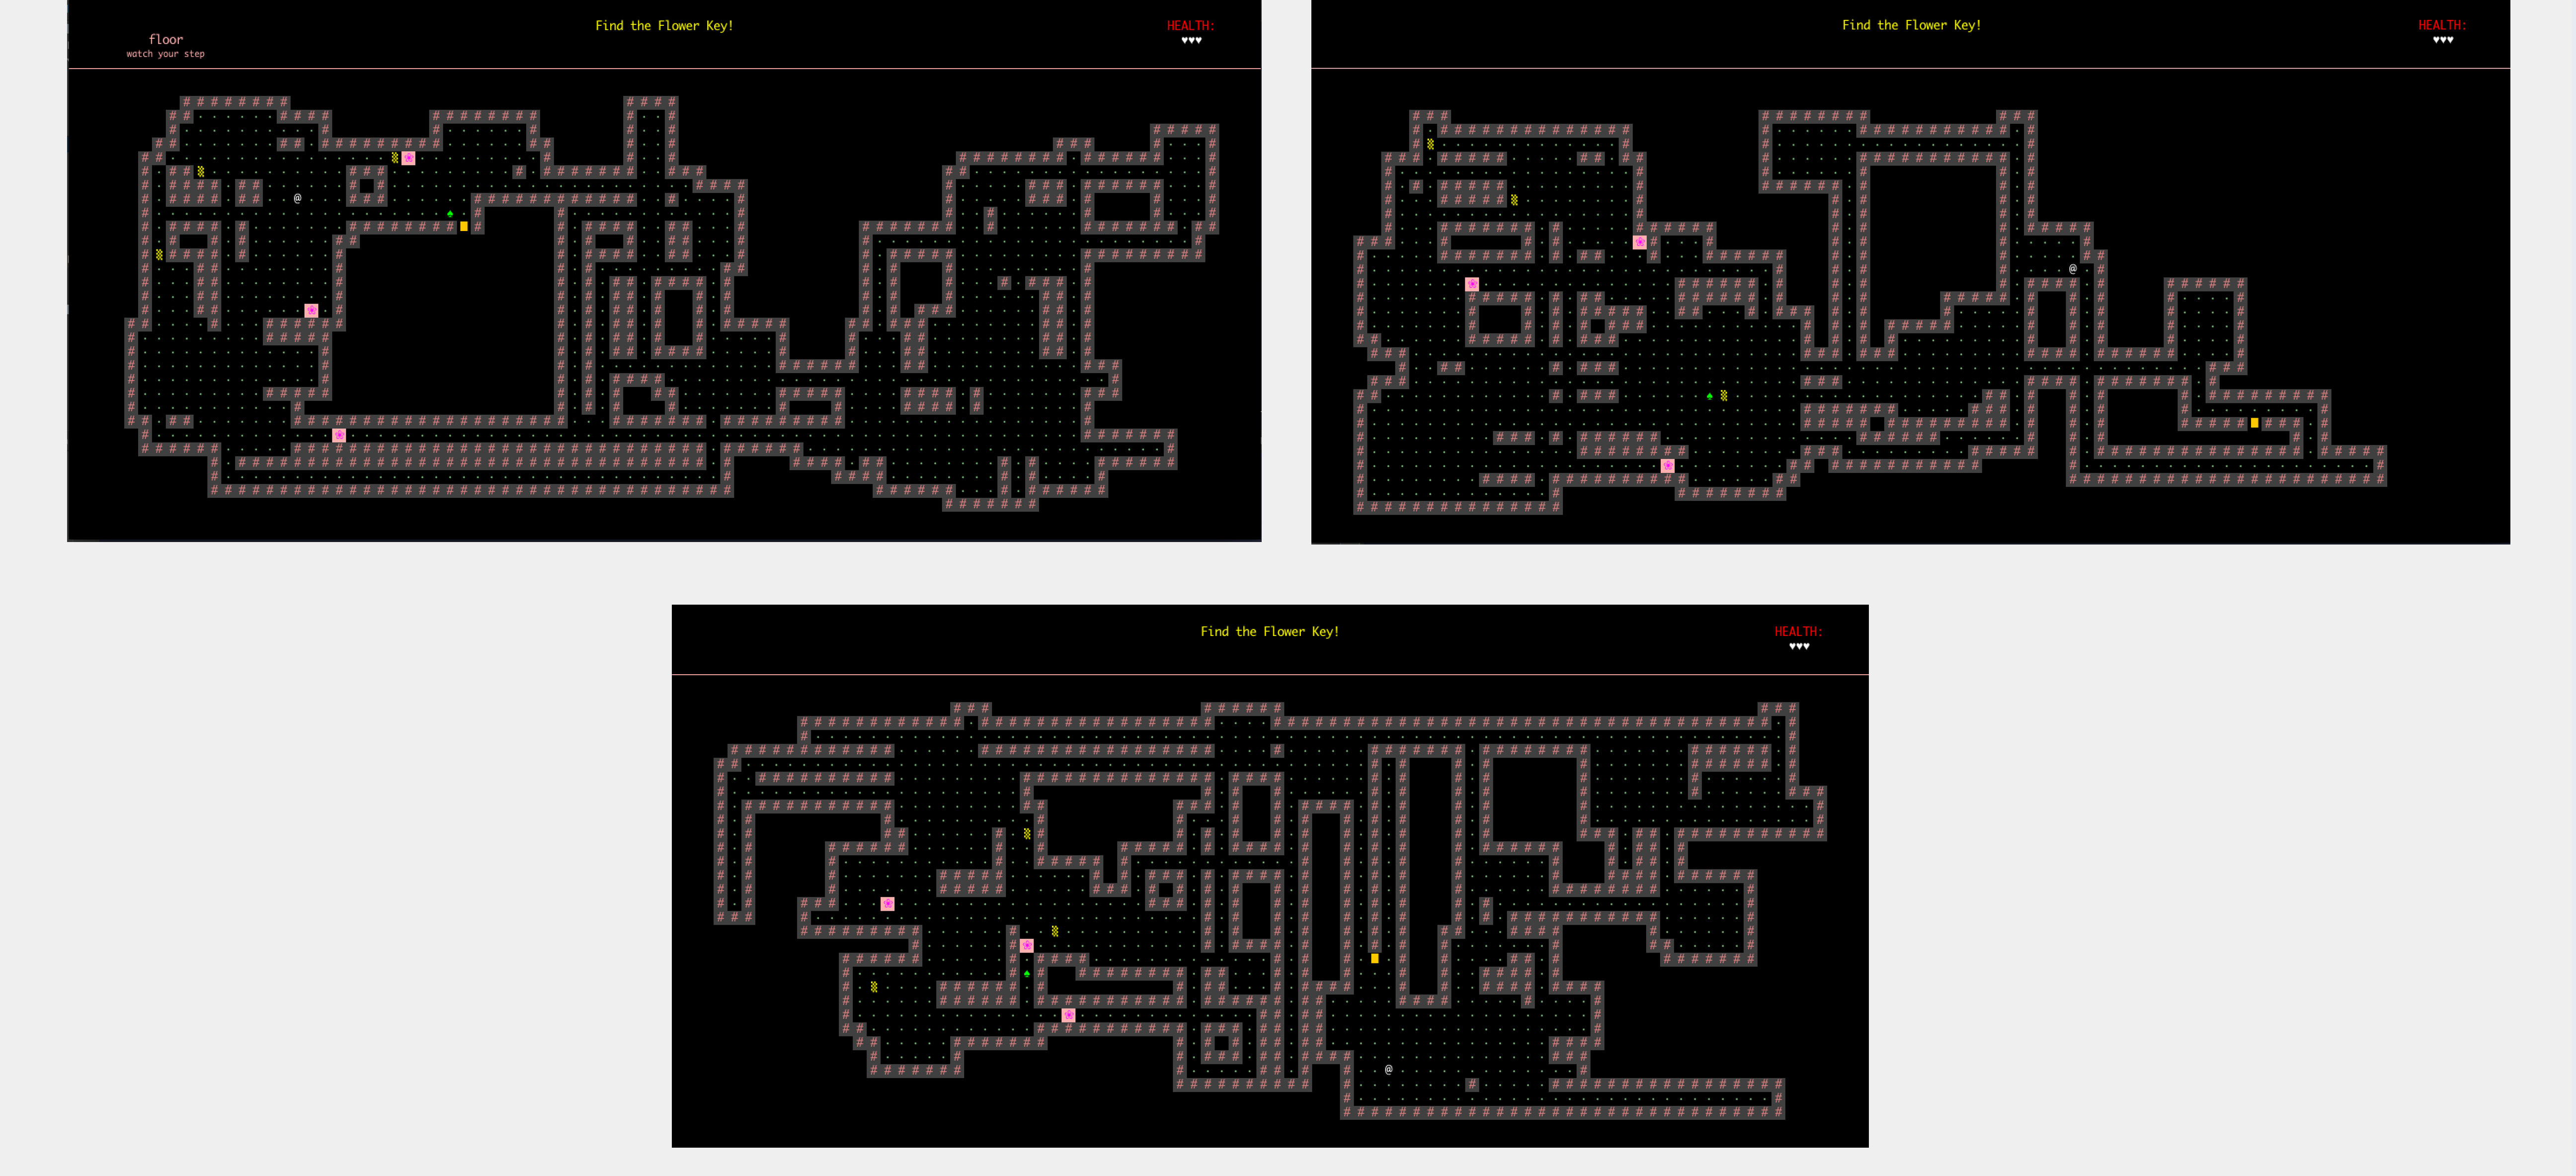 Find the Flower Key!
HEALTH:
♥♥♥
floor
watch your step
Find the Flower Key!
HEALTH:
♥♥♥
Find the Flower Key!
HEALTH:
♥♥♥